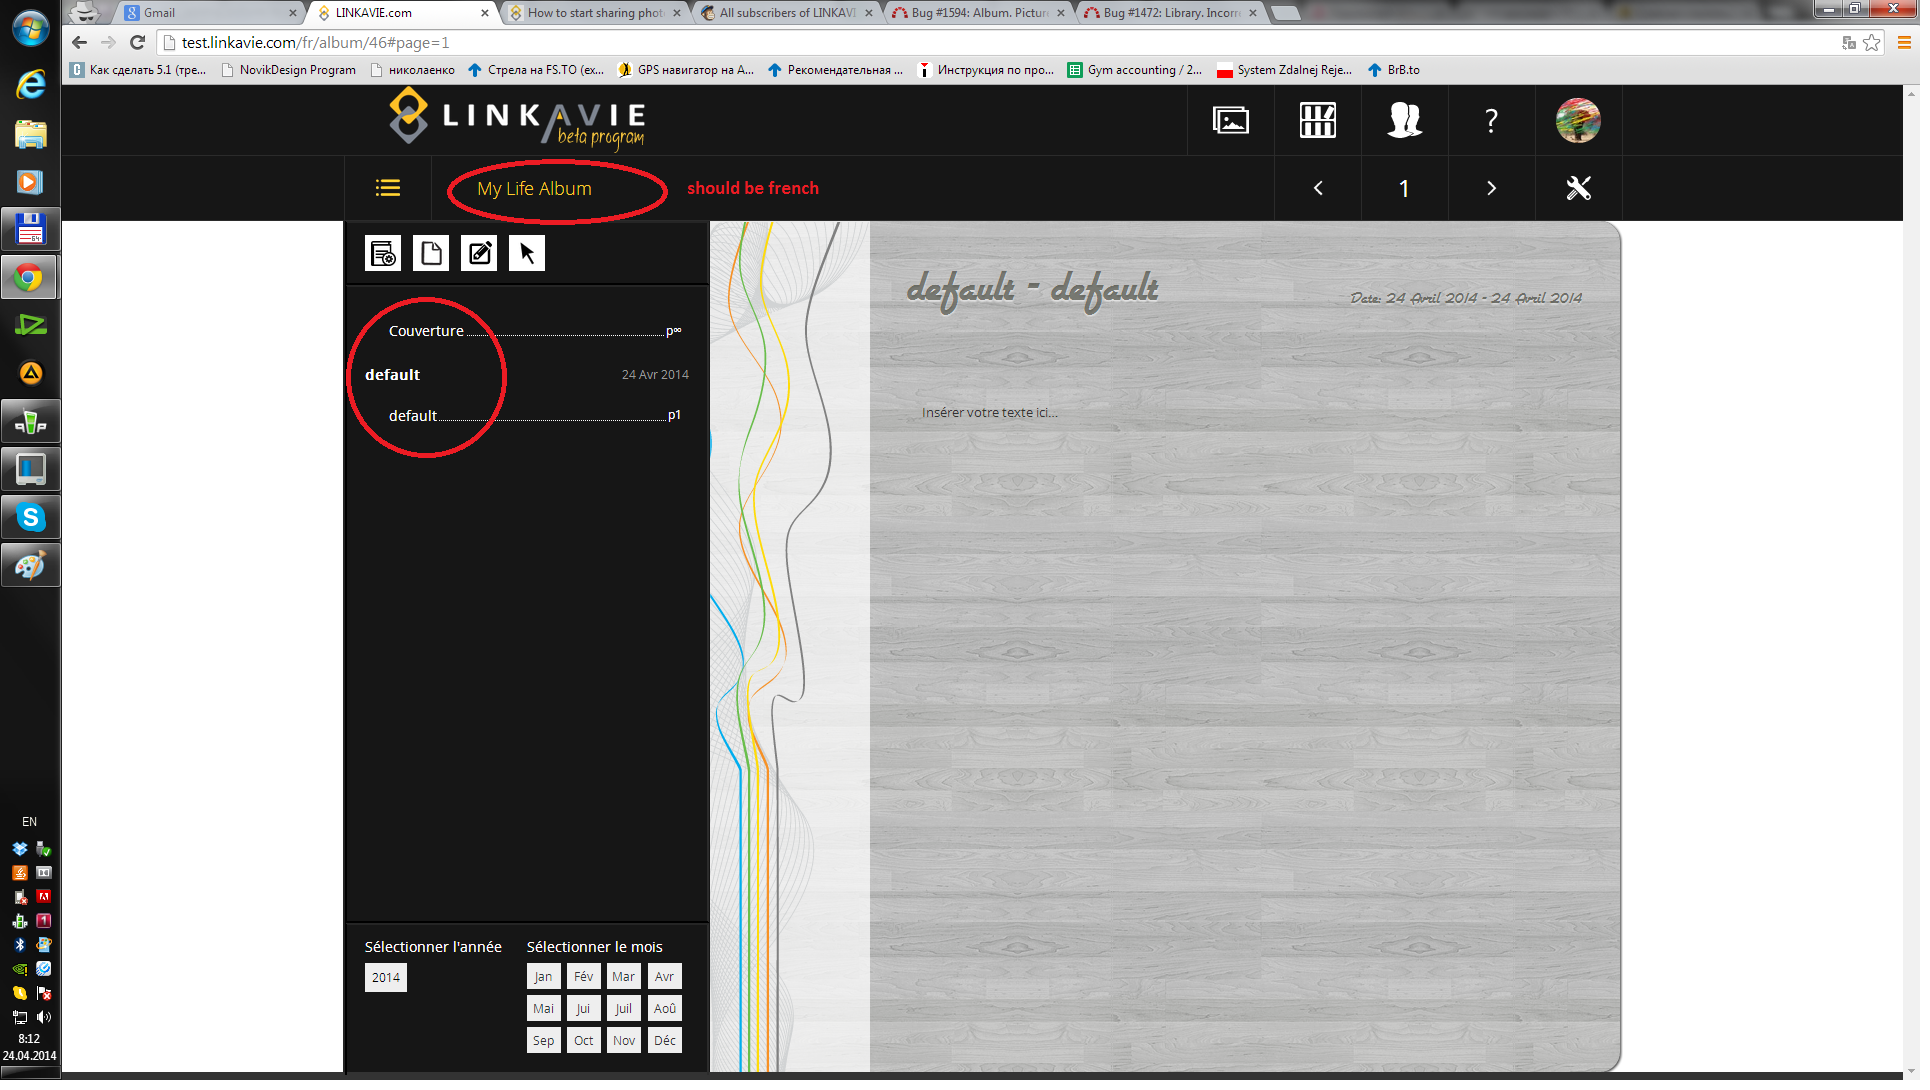 Gmail
LINKAVIE.com
How to start sharing phot
All subscribers of LINKAVI
Bug #1594: Album. Picture
Bug #1472: Library. Incorre
test.linkavie.com/fr/album/46#page=1
Как сделать 5.1 (тре...
NovikDesign Program
николаенко
Стрела на FS.TO (ex...
GPS навигатор на А...
Рекомендательная ...
Инструкция по про...
Gym accounting / 2...
System Zdalnej Reje...
BrB.to
LINKAVIE
beta program
?
My Life Album
should be french
1
Couverture
p∞
default
24 Avr 2014
default
p1
default - default
Date: 24 Avril 2014 - 24 Avril 2014
Insérer votre texte ici...
Sélectionner l'année
Sélectionner le mois
2014
Jan Fév Mar Avr
Mai Jui Juil Aoû
Sep Oct Nov Déc
EN
8:12
24.04.2014